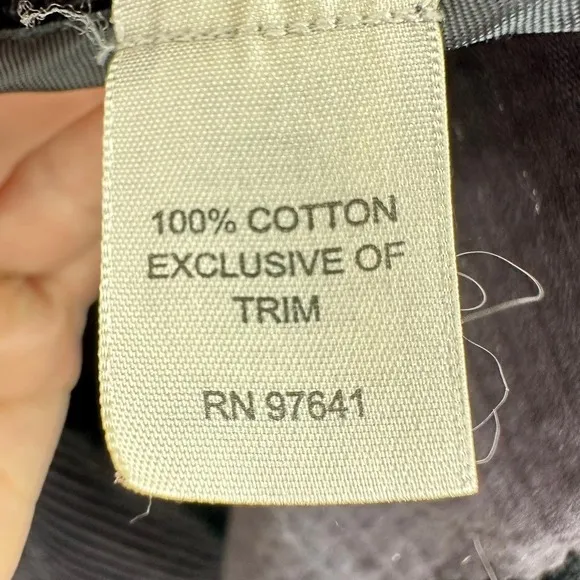 100% COTTON
EXCLUSIVE OF
TRIM
RN 97641